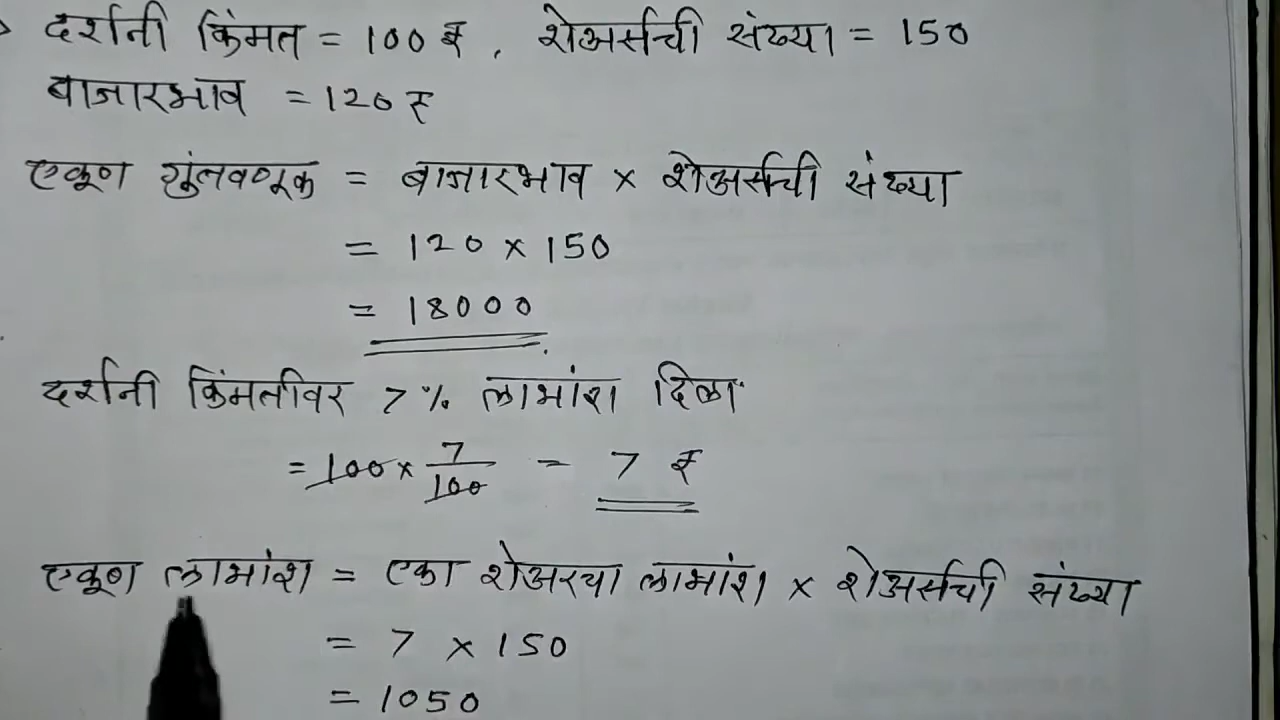 दर्शनी किंमत = 100 ₹ , शेअर्सची संख्या = 150
बाजारभाव = 120 ₹
एकूण गुंतवणूक = बाजारभाव × शेअर्सची संख्या
= 120 × 150
= 18000
दर्शनी किंमतीवर 7% लाभांश दिला
= 100 × 7/100 = 7 ₹
एकूण लाभांश = एका शेअरचा लाभांश × शेअर्सची संख्या
= 7 × 150
= 1050